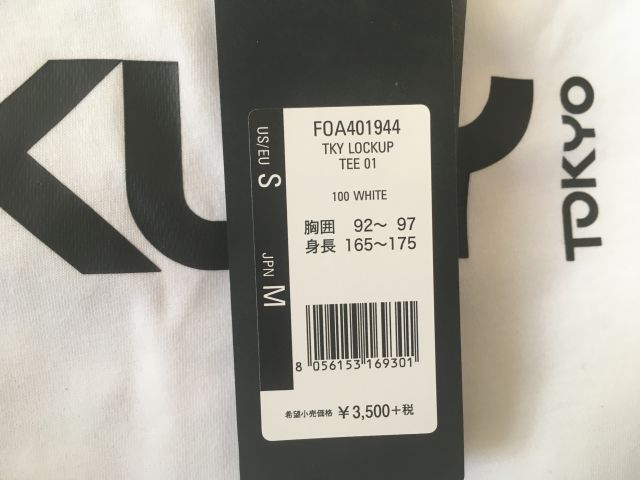 KLY
TOKYO
US/EU S
JPN M
FOA401944
TKY LOCKUP
TEE 01
100 WHITE
胸囲 92～ 97
身長 165～175
8 056153 169301
希望小売価格 ¥3,500+税